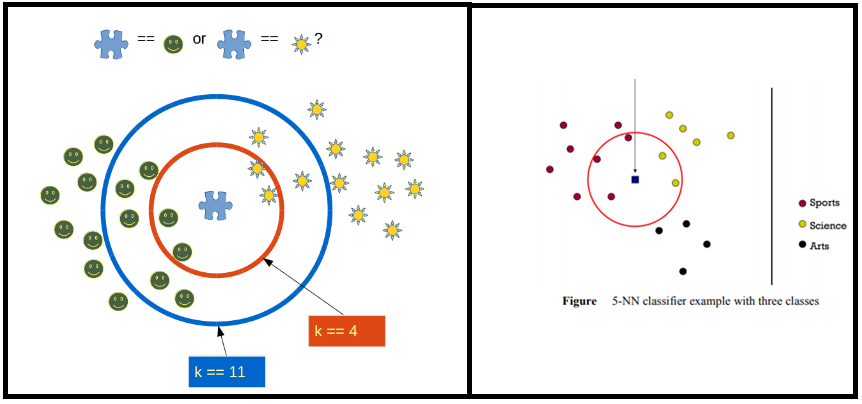 == or == ?
k == 4
k == 11
Sports
Science
Arts
Figure 5-NN classifier example with three classes